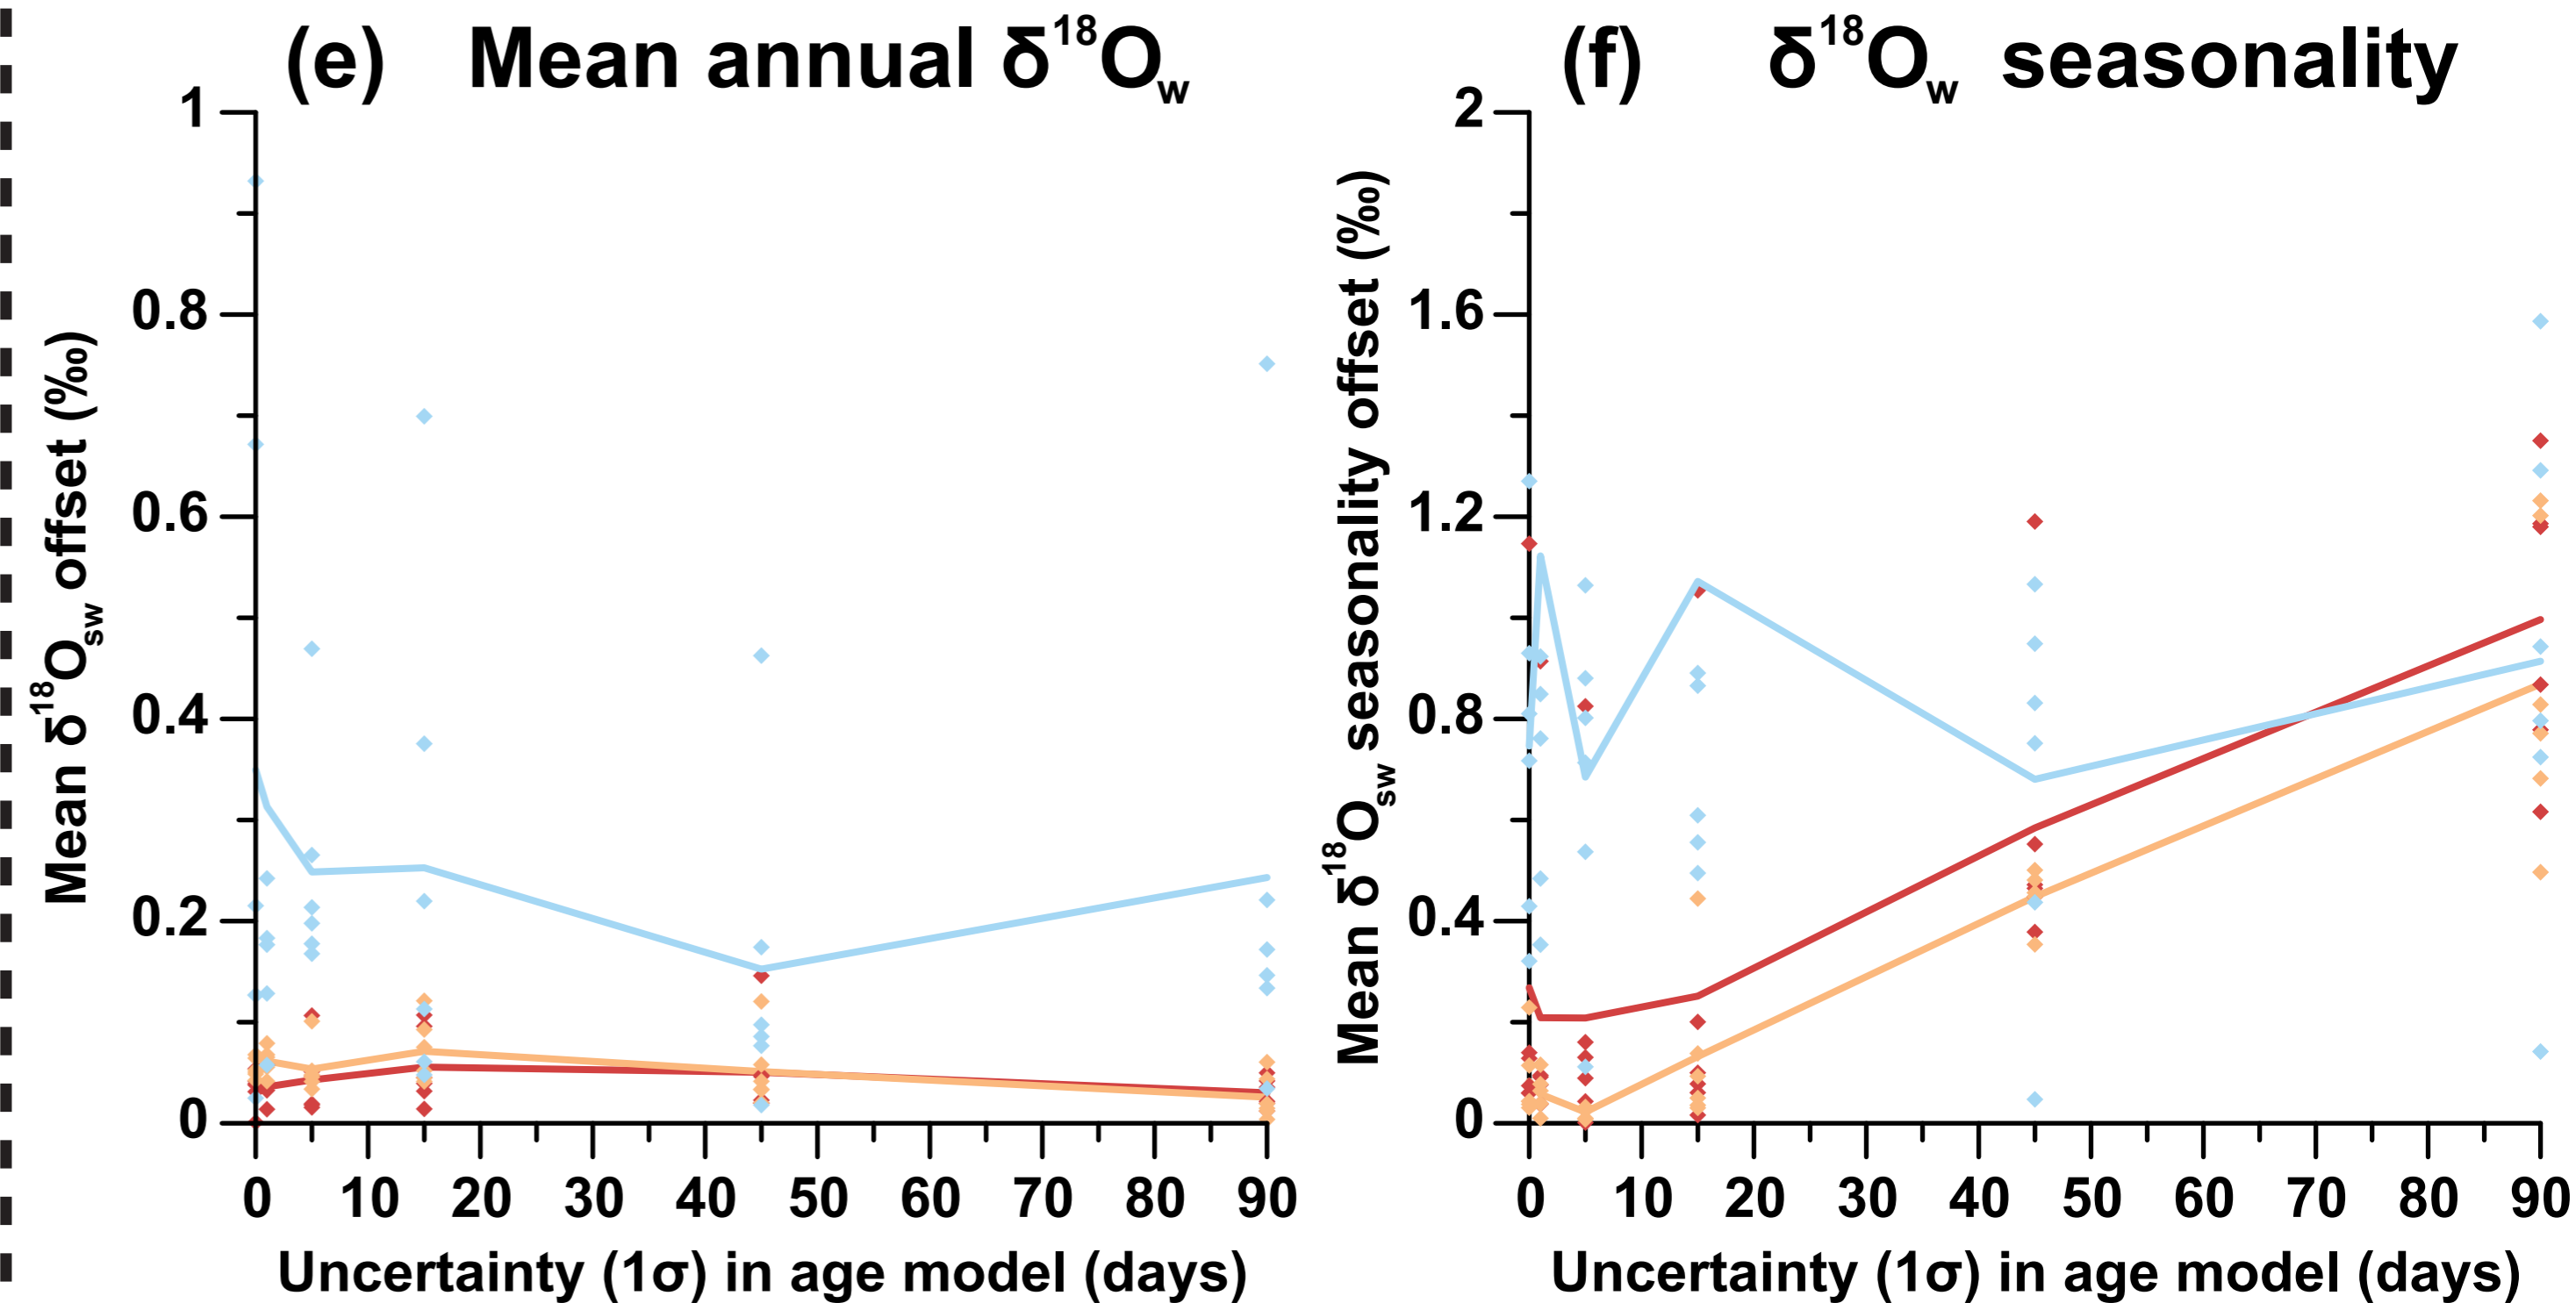 (e) Mean annual δ¹⁸Ow
1
0.8
0.6
0.4
0.2
0
Mean δ¹⁸Osw offset (‰)
0 10 20 30 40 50 60 70 80 90
Uncertainty (1σ) in age model (days)
(f) δ¹⁸Ow seasonality
2
1.6
1.2
0.8
0.4
0
Mean δ¹⁸Osw seasonality offset (‰)
0 10 20 30 40 50 60 70 80 90
Uncertainty (1σ) in age model (days)